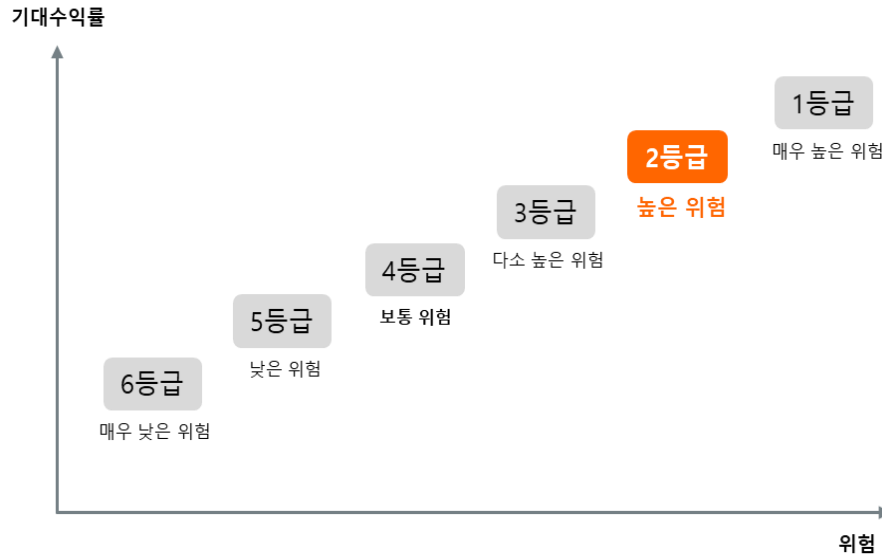 기대수익률
1등급
매우 높은 위험
2등급
높은 위험
3등급
다소 높은 위험
4등급
보통 위험
5등급
낮은 위험
6등급
매우 낮은 위험
위험